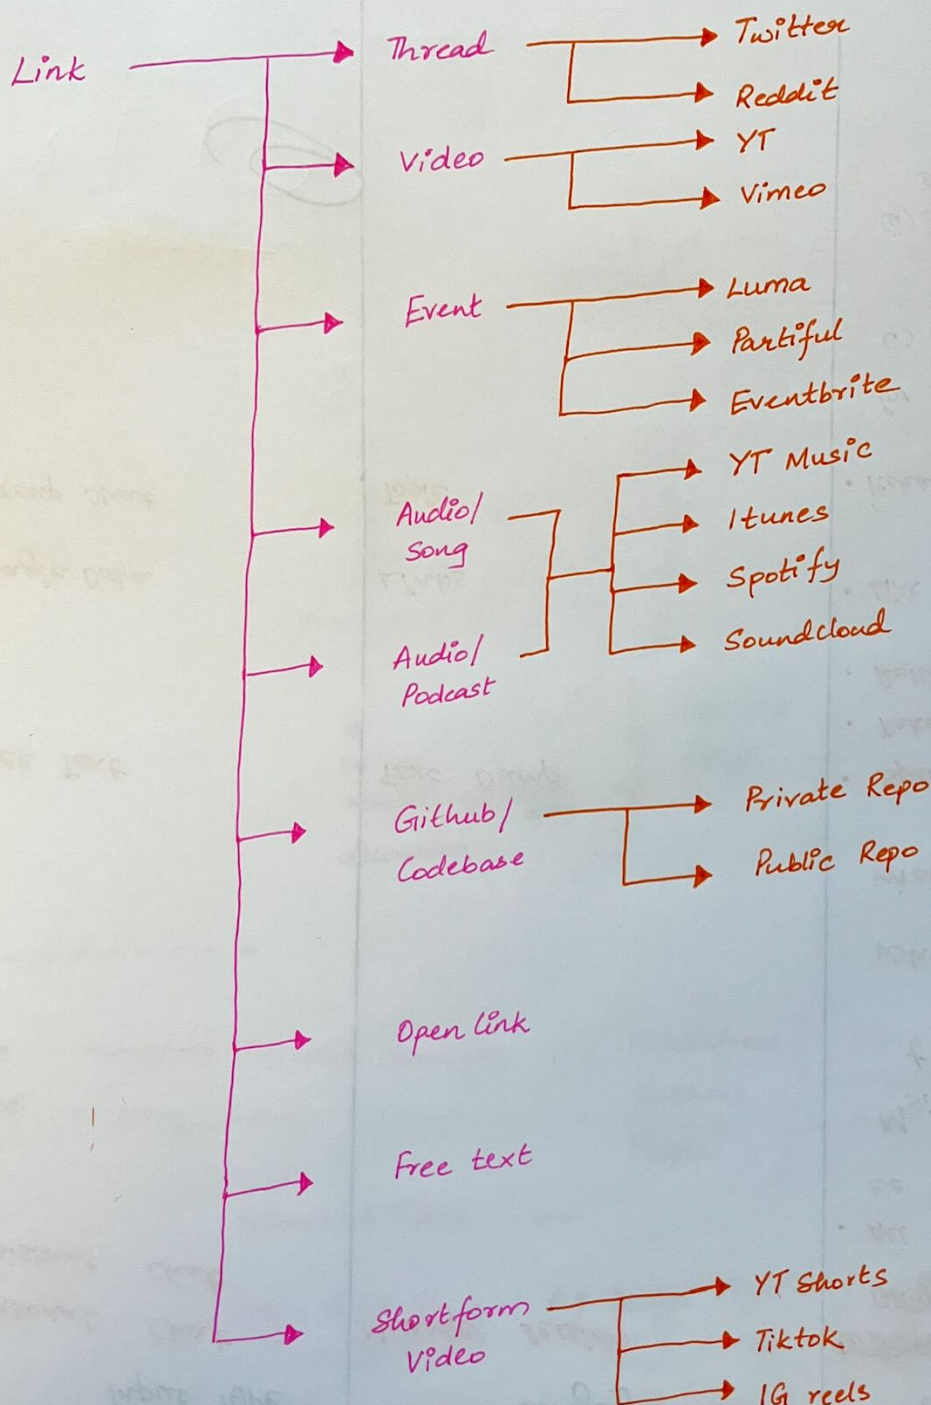 Link
Thread
Twitter
Reddit
Video
YT
Vimeo
Event
Luma
Partiful
Eventbrite
Audio/
Song
Audio/
Podcast
YT Music
Itunes
Spotify
Soundcloud
Github/
Codebase
Private Repo
Public Repo
Open link
Free text
Shortform
Video
YT Shorts
Tiktok
IG reels